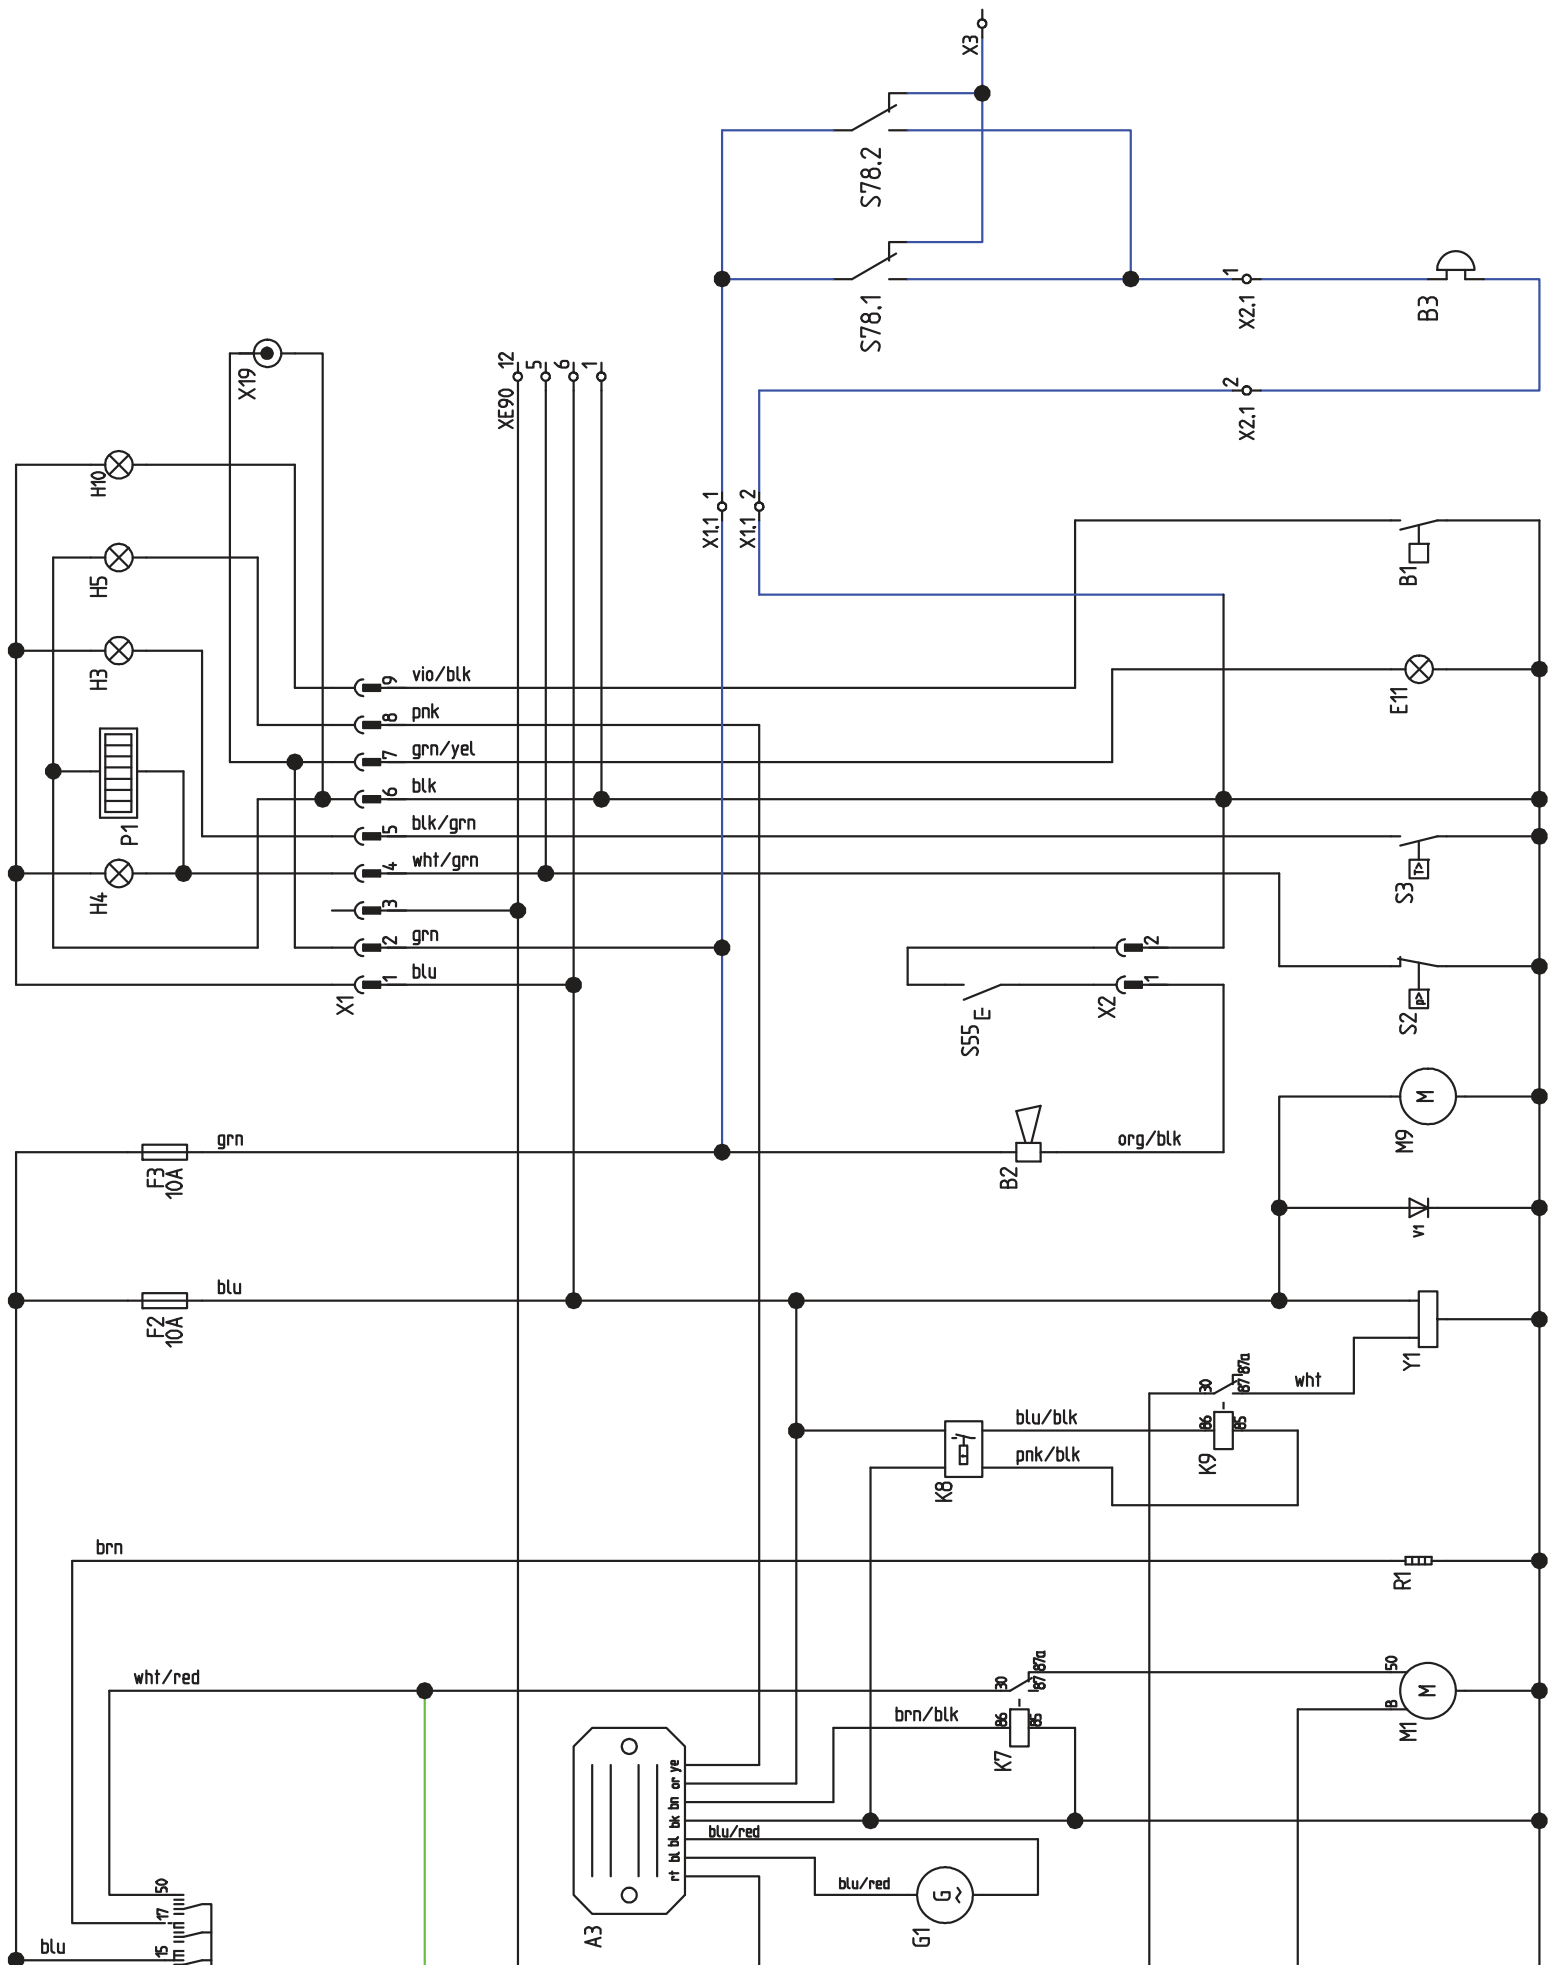 X3
S78.2
S78.1
1
X2.1
B3
2
X2.1
X19
XE90 12
5
6
1
H10
X1.1 1
X1.1 2
H5
B1
H3
9 vio/blk
E11
8 pnk
7 grn/yel
6 blk
P1
5 blk/grn
4 wht/grn
S3
T>
H4
3
2 grn
2
X1
1 blu
X2
1
S55 E
S2
p>
M
M9
grn
org/blk
F3
10A
B2
V1
blu
F2
10A
Y1
30
87 87a
wht
blu/blk
86
85
pnk/blk
K9
K8
brn
R1
wht/red
30
87 87a
50
M
B
M1
brn/blk
86
85
K7
ye
or
bn
bk
bl
bl
rt
blu/red
blu/red
G
~
G1
A3
50
17
15
blu